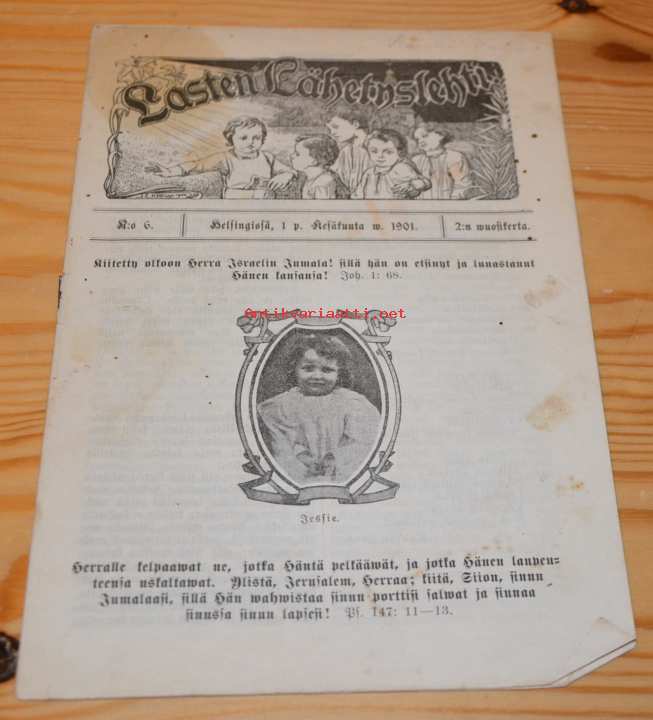 Lasten Lähetyslehti
N:o 6.
Helsingissä, 1 p. Kesäkuuta w. 1901.
2:n wuosikerta.
Kiitetty olkoon Herra Israelin Jumala! sillä hän on etsinyt ja lunastanut
Hänen kansansa! Joh. 1: 68.
Antikvariaatti.net
Jessie.
Herralle kelpaawat ne, jotka Häntä pelkääwät, ja jotka Hänen laupeu-
teensa uskaltawat. Ylistä, Jerusalem, Herraa; kiitä, Siion, sinun
Jumalaasi, sillä Hän wahwistaa sinun porttisi salwat ja siunaa
sinussa sinun lapsesi! Ps. 147: 11—13.